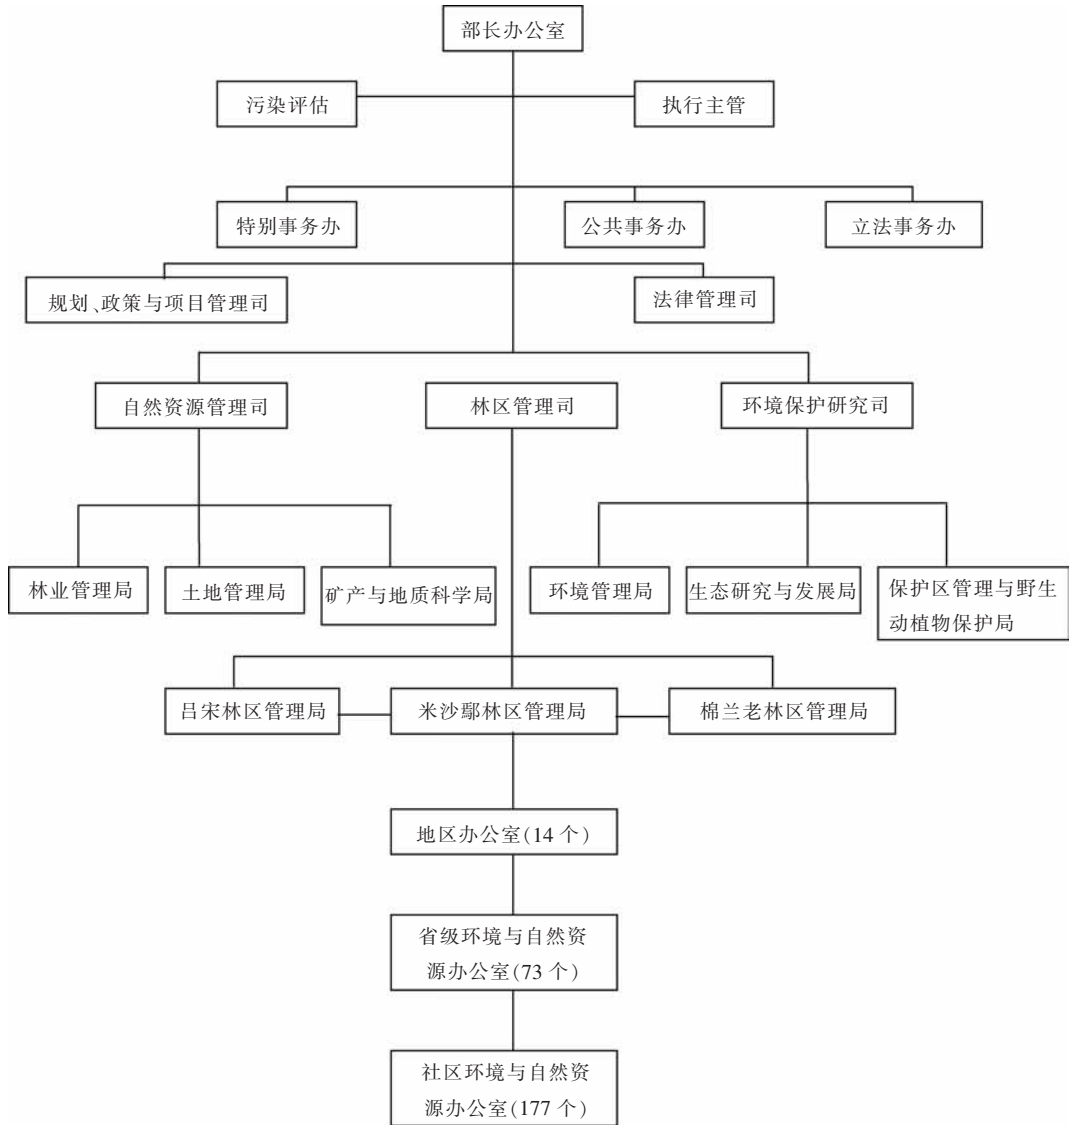 部长办公室
污染评估
执行主管
特别事务办
公共事务办
立法事务办
规划、政策与项目管理司
法律管理司
自然资源管理司
林区管理司
环境保护研究司
林业管理局
土地管理局
矿产与地质科学局
环境管理局
生态研究与发展局
保护区管理与野生
动植物保护局
吕宋林区管理局
米沙鄢林区管理局
棉兰老林区管理局
地区办公室(14 个)
省级环境与自然资
源办公室(73 个)
社区环境与自然资
源办公室(177 个)